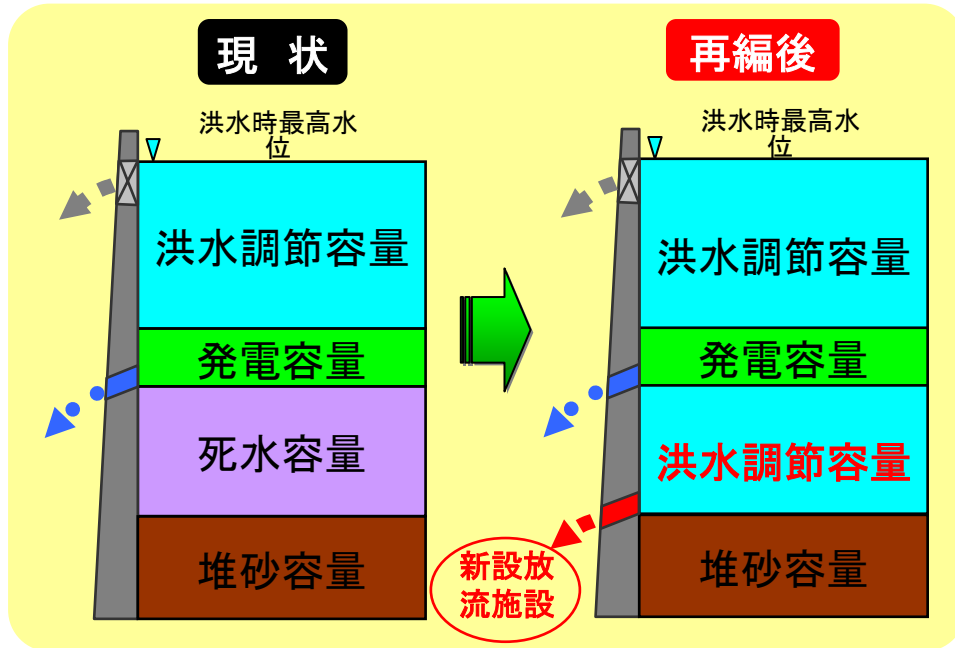 現 状
洪水時最高水
位
洪水調節容量
発電容量
死水容量
堆砂容量
再編後
洪水時最高水
位
洪水調節容量
発電容量
洪水調節容量
堆砂容量
新設放
流施設